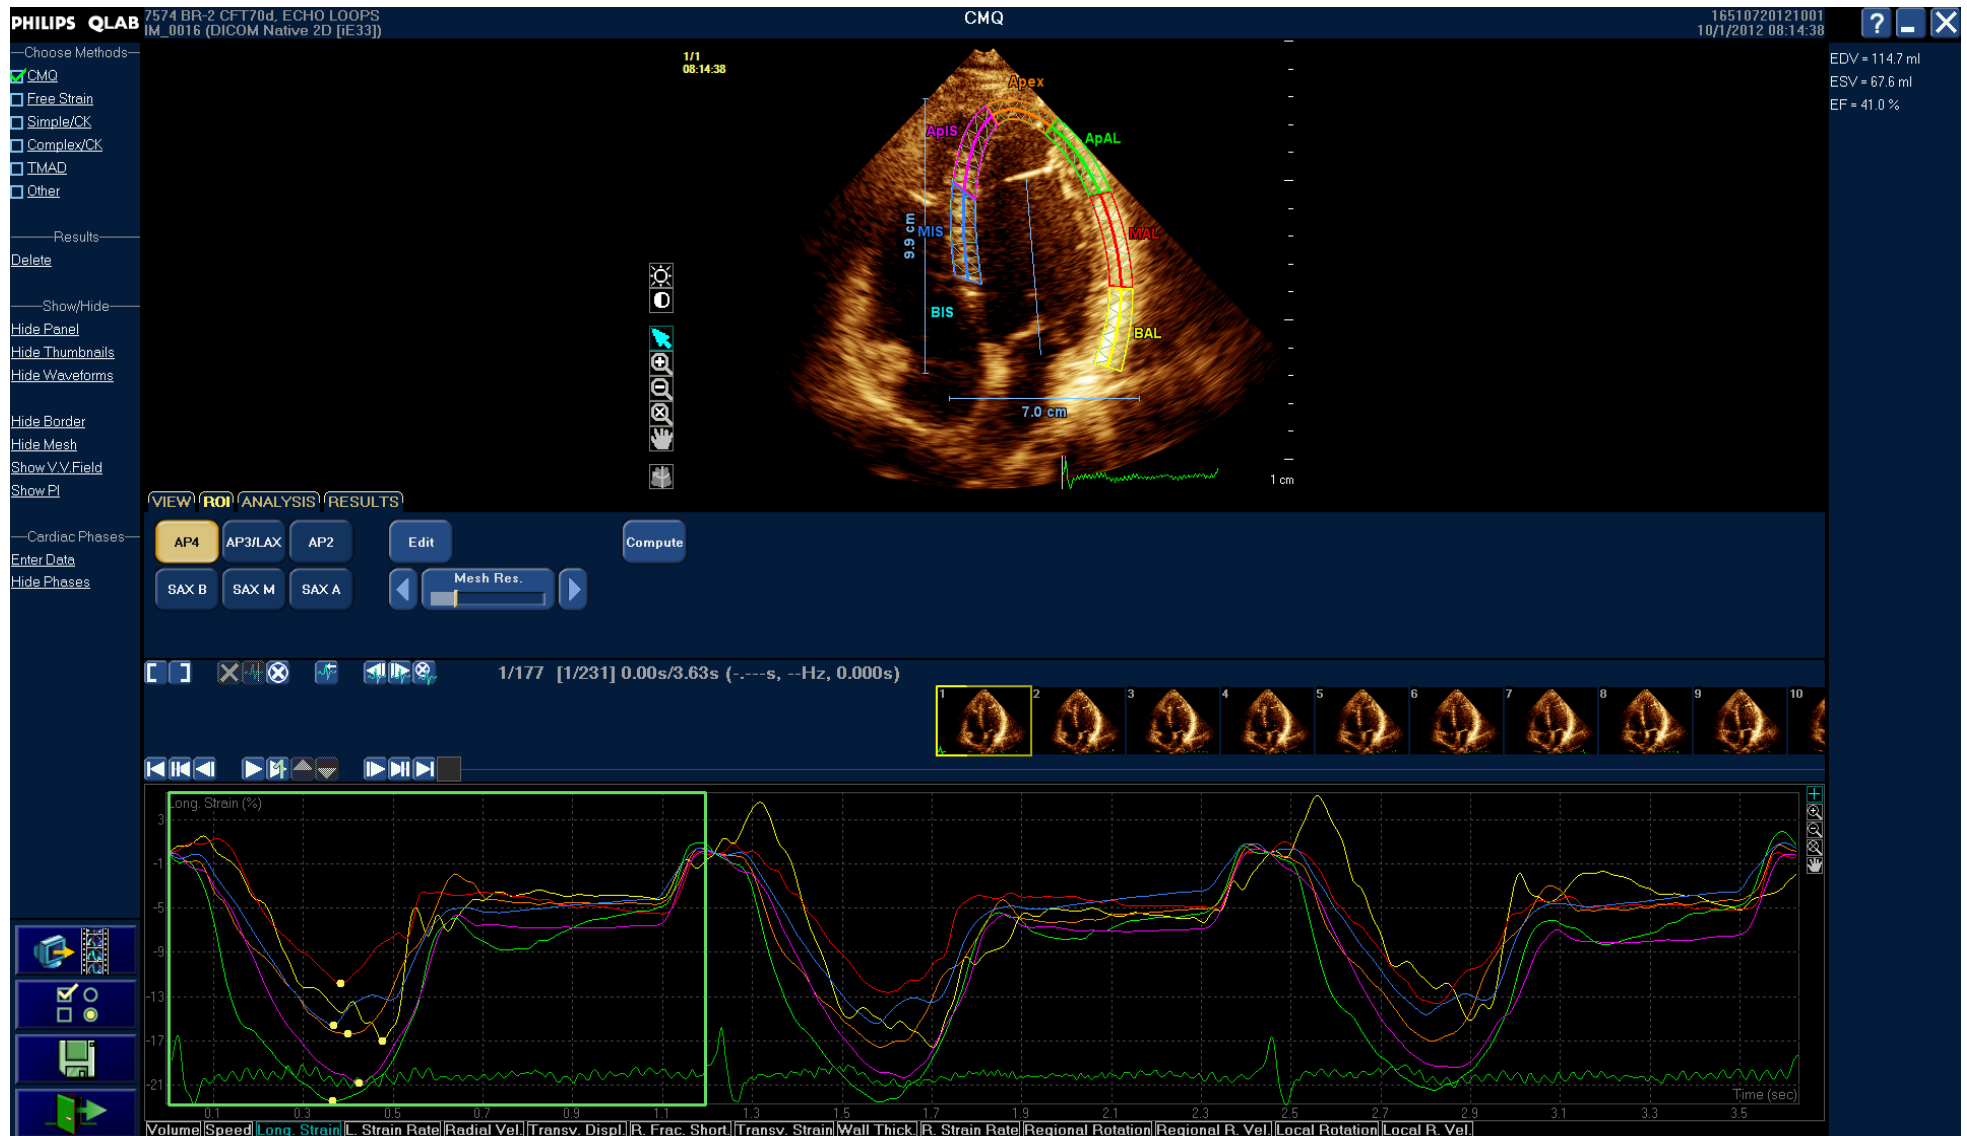 PHILIPS QLAB
7574 BR-2 CFT70d, ECHO LOOPS
IM_0016 (DICOM Native 2D [iE33])
CMQ
16510720121001
10/1/2012 08:14:38
?
Choose Methods
CMQ
Free Strain
Simple/CK
Complex/CK
TMAD
Other
Results
Delete
Show/Hide
Hide Panel
Hide Thumbnails
Hide Waveforms
Hide Border
Hide Mesh
Show V.V.Field
Show PI
Cardiac Phases
Enter Data
Hide Phases
1/1
08:14:38
Apex
ApIS
ApAL
MIS
MAL
BIS
BAL
9.9 cm
7.0 cm
1 cm
EDV = 114.7 ml
ESV = 67.6 ml
EF = 41.0 %
VIEW ROI ANALYSIS RESULTS
AP4 AP3/LAX AP2 Edit Compute
SAX B SAX M SAX A Mesh Res.
1/177 [1/231] 0.00s/3.63s (-.---s, --Hz, 0.000s)
1 2 3 4 5 6 7 8 9 10
Long. Strain (%)
3
-1
-5
-9
-13
-17
-21
Time (sec)
0.1 0.3 0.5 0.7 0.9 1.1 1.3 1.5 1.7 1.9 2.1 2.3 2.5 2.7 2.9 3.1 3.3 3.5
Volume Speed Long. Strain L. Strain Rate Radial Vel. Transv. Displ. R. Frac. Short. Transv. Strain Wall Thick. R. Strain Rate Regional Rotation Regional R. Vel. Local Rotation Local R. Vel.